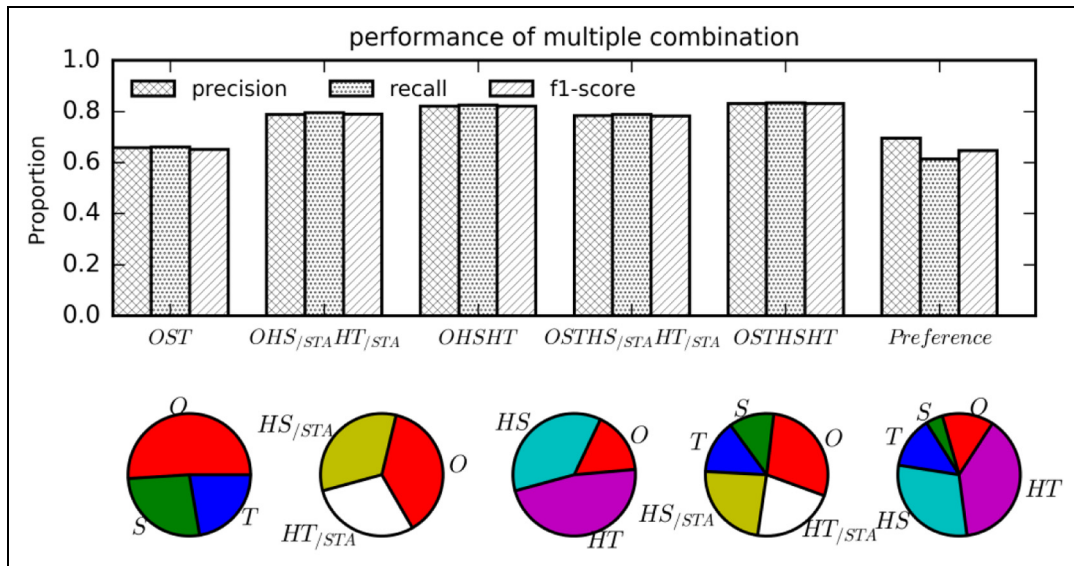 performance of multiple combination
1.0
precision recall f1-score
0.8
0.6
0.4
0.2
0.0
Proportion
OST OHS/STAHT/STA OHSHT OSTHS/STAHT/STA OSTHSHT Preference
O
S
T
HS/STA
O
HT/STA
HS
O
HT
S
T
O
HS/STA
HT/STA
S
O
T
HT
HS